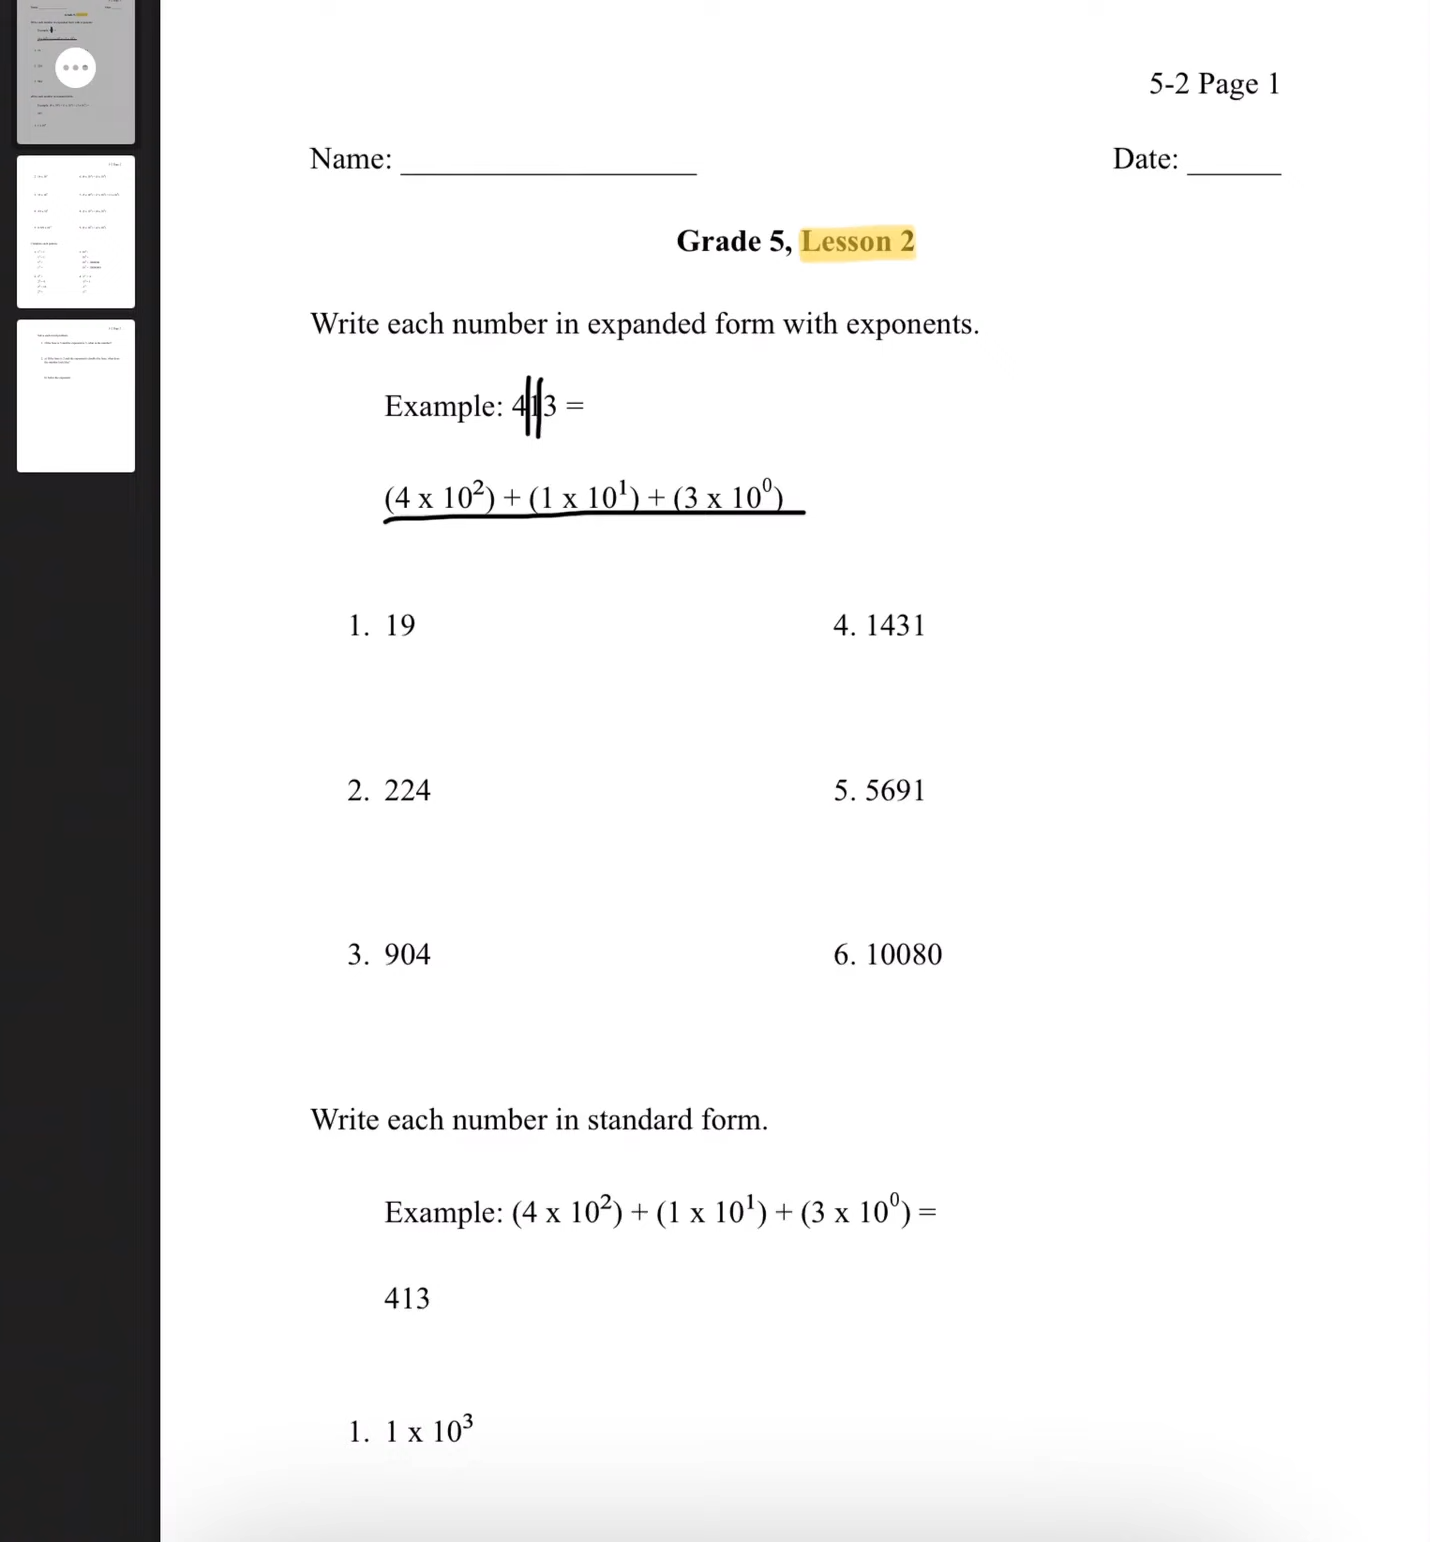 5-2 Page 1
Name: ____________________ Date: ______
Grade 5, Lesson 2
Write each number in expanded form with exponents.
Example: 413 =
(4 x 10²) + (1 x 10¹) + (3 x 10⁰)
1. 19
4. 1431
2. 224
5. 5691
3. 904
6. 10080
Write each number in standard form.
Example: (4 x 10²) + (1 x 10¹) + (3 x 10⁰) =
413
1. 1 x 10³